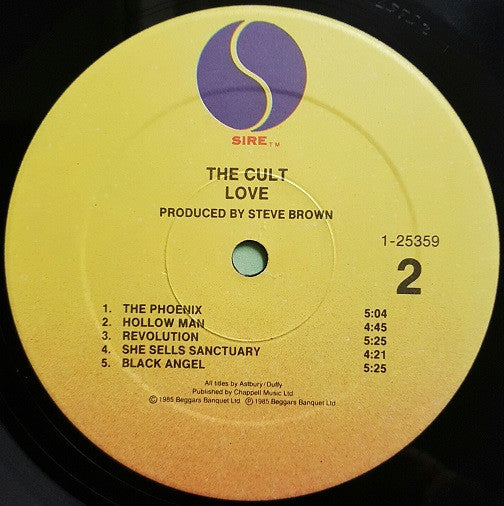 SIRE™
THE CULT
LOVE
PRODUCED BY STEVE BROWN
1-25359
2
1. THE PHOENIX 5:04
2. HOLLOW MAN 4:45
3. REVOLUTION 5:25
4. SHE SELLS SANCTUARY 4:21
5. BLACK ANGEL 5:25
All titles by Astbury/Duffy
Published by Chappell Music Ltd
© 1985 Beggars Banquet Ltd ℗ 1985 Beggars Banquet Ltd